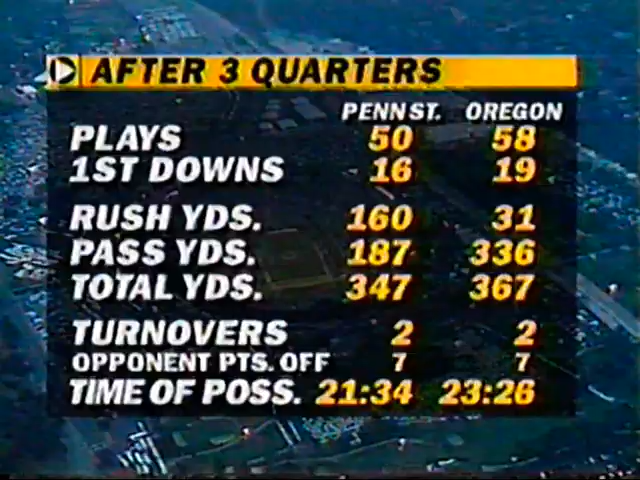 AFTER 3 QUARTERS
PENN ST. OREGON
PLAYS 50 58
1ST DOWNS 16 19
RUSH YDS. 160 31
PASS YDS. 187 336
TOTAL YDS. 347 367
TURNOVERS 2 2
OPPONENT PTS. OFF 7 7
TIME OF POSS. 21:34 23:26